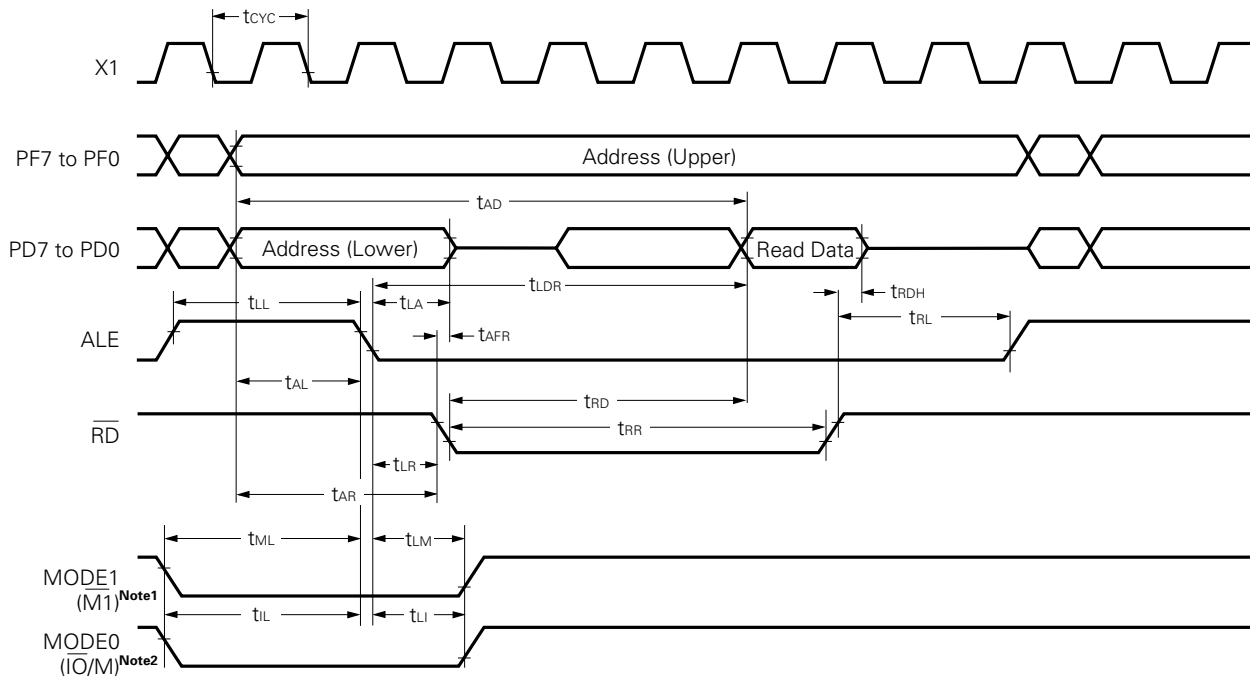 tCYC
X1
PF7 to PF0
Address (Upper)
tAD
PD7 to PD0
Address (Lower)
Read Data
tLDR
tLL
tLA
tRDH
tRL
ALE
tAFR
tAL
tRD
RD
tRR
tLR
tAR
tML
tLM
MODE1
(M1)Note1
tIL
tLI
MODE0
(IO/M)Note2